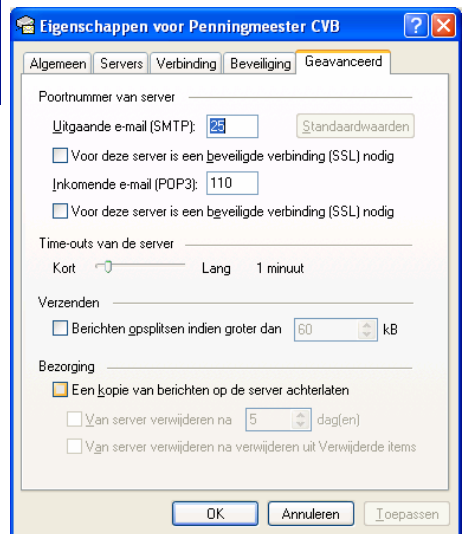 Eigenschappen voor Penningmeester CVB
Algemeen Servers Verbinding Beveiliging Geavanceerd
Poortnummer van server
Uitgaande e-mail (SMTP): 25 Standaardwaarden
Voor deze server is een beveiligde verbinding (SSL) nodig
Inkomende e-mail (POP3): 110
Voor deze server is een beveiligde verbinding (SSL) nodig
Time-outs van de server
Kort Lang 1 minuut
Verzenden
Berichten opsplitsen indien groter dan 60 kB
Bezorging
Een kopie van berichten op de server achterlaten
Van server verwijderen na 5 dag(en)
Van server verwijderen na verwijderen uit Verwijderde items
OK Annuleren Toepassen